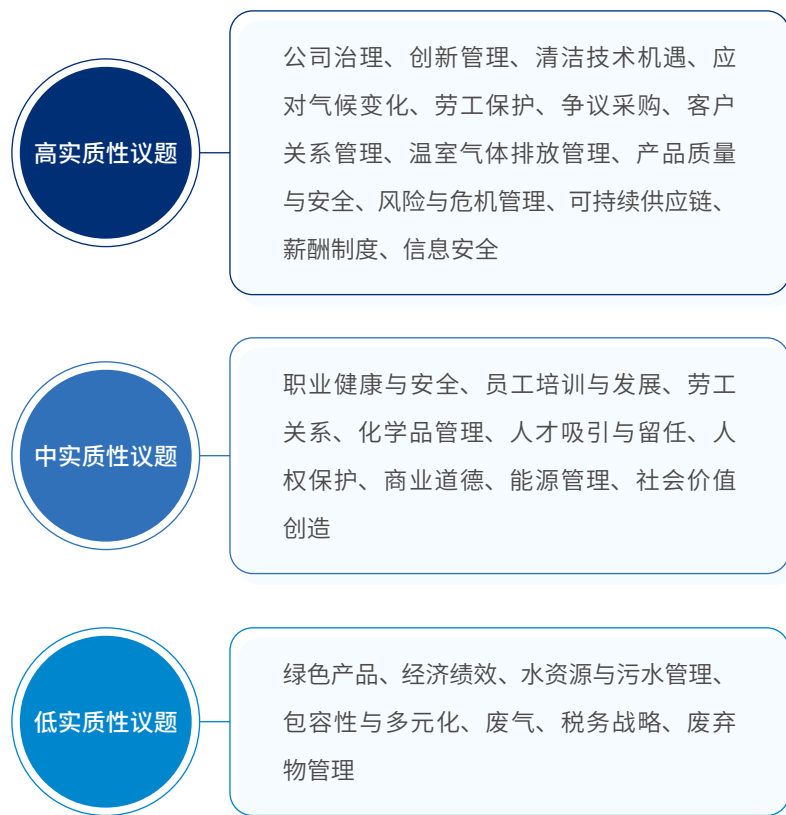 高实质性议题
公司治理、创新管理、清洁技术机遇、应
对气候变化、劳工保护、争议采购、客户
关系管理、温室气体排放管理、产品质量
与安全、风险与危机管理、可持续供应链、
薪酬制度、信息安全
中实质性议题
职业健康与安全、员工培训与发展、劳工
关系、化学品管理、人才吸引与留任、人
权保护、商业道德、能源管理、社会价值
创造
低实质性议题
绿色产品、经济绩效、水资源与污水管理、
包容性与多元化、废气、税务战略、废弃
物管理